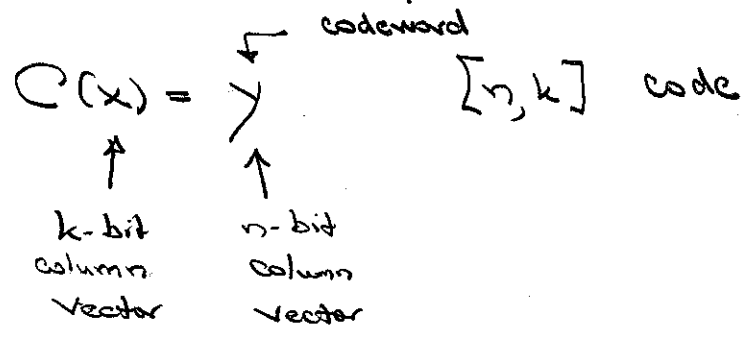 codeword
C(x) = y [n,k] code
k-bit n-bit
column column
vector vector